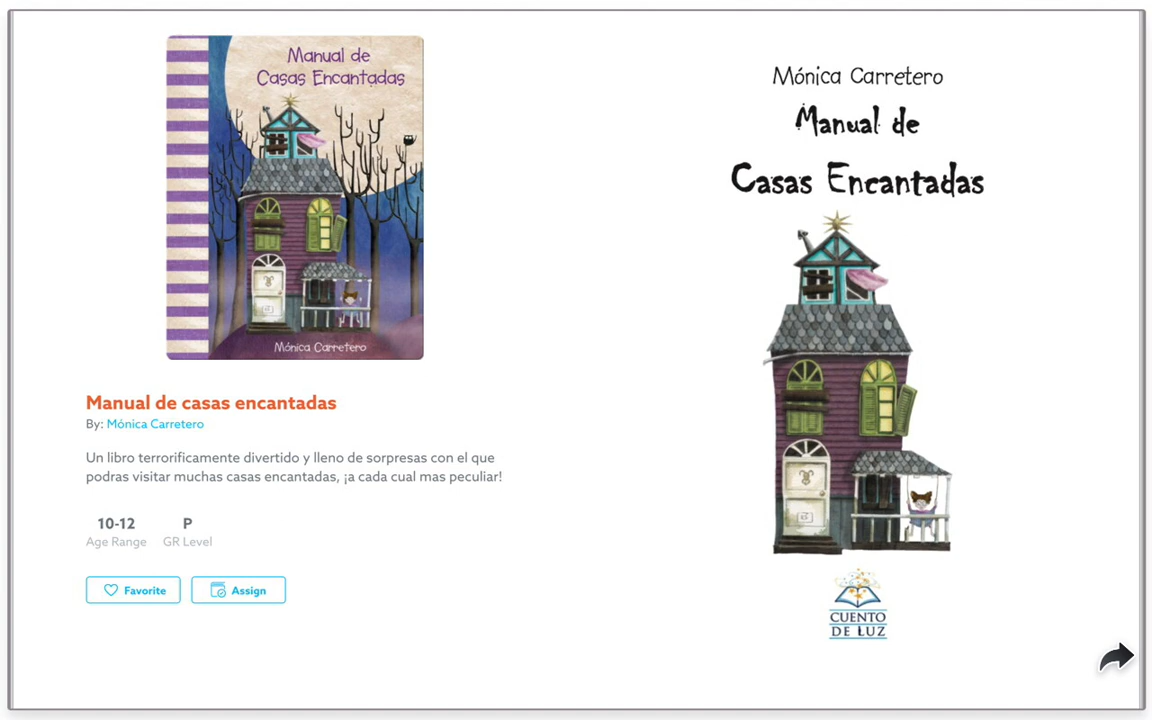 Manual de
Casas Encantadas
Mónica Carretero
Manual de casas encantadas
By: Mónica Carretero
Un libro terrorificamente divertido y lleno de sorpresas con el que
podras visitar muchas casas encantadas, ¡a cada cual mas peculiar!
10-12 P
Age Range GR Level
Favorite Assign
Mónica Carretero
Manual de
Casas Encantadas
CUENTO
DE LUZ